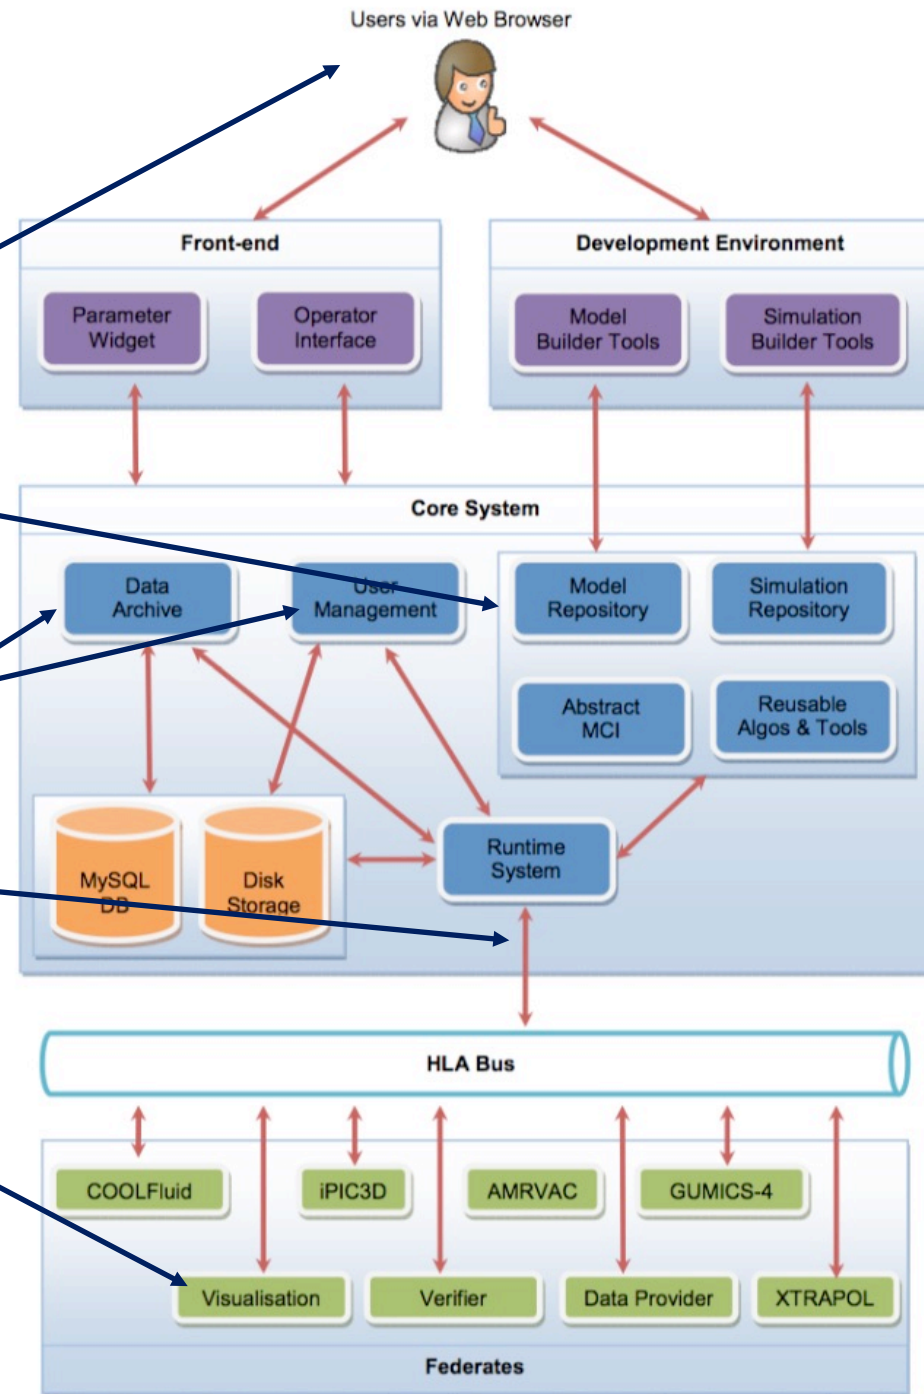 Users via Web Browser
Front-end
Development Environment
Parameter
Widget
Operator
Interface
Model
Builder Tools
Simulation
Builder Tools
Core System
Data
Archive
User
Management
Model
Repository
Simulation
Repository
Abstract
MCI
Reusable
Algos & Tools
MySQL
DB
Disk
Storage
Runtime
System
HLA Bus
COOLFluid
iPIC3D
AMRVAC
GUMICS-4
Visualisation
Verifier
Data Provider
XTRAPOL
Federates